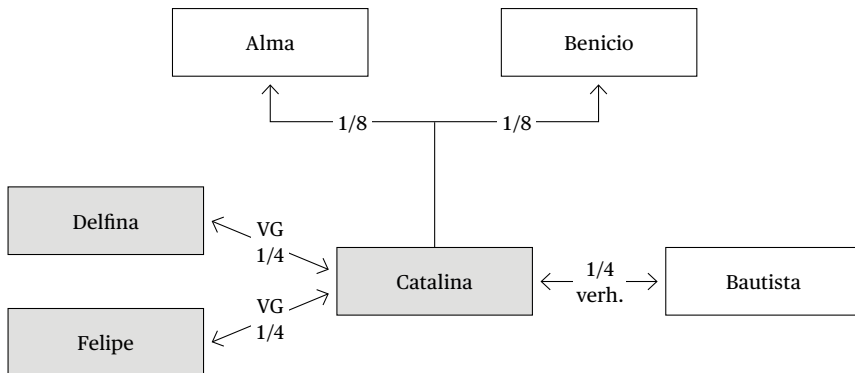 Alma
Benicio
1/8
1/8
Delfina
VG
1/4
Catalina
1/4
verh.
Bautista
VG
1/4
Felipe